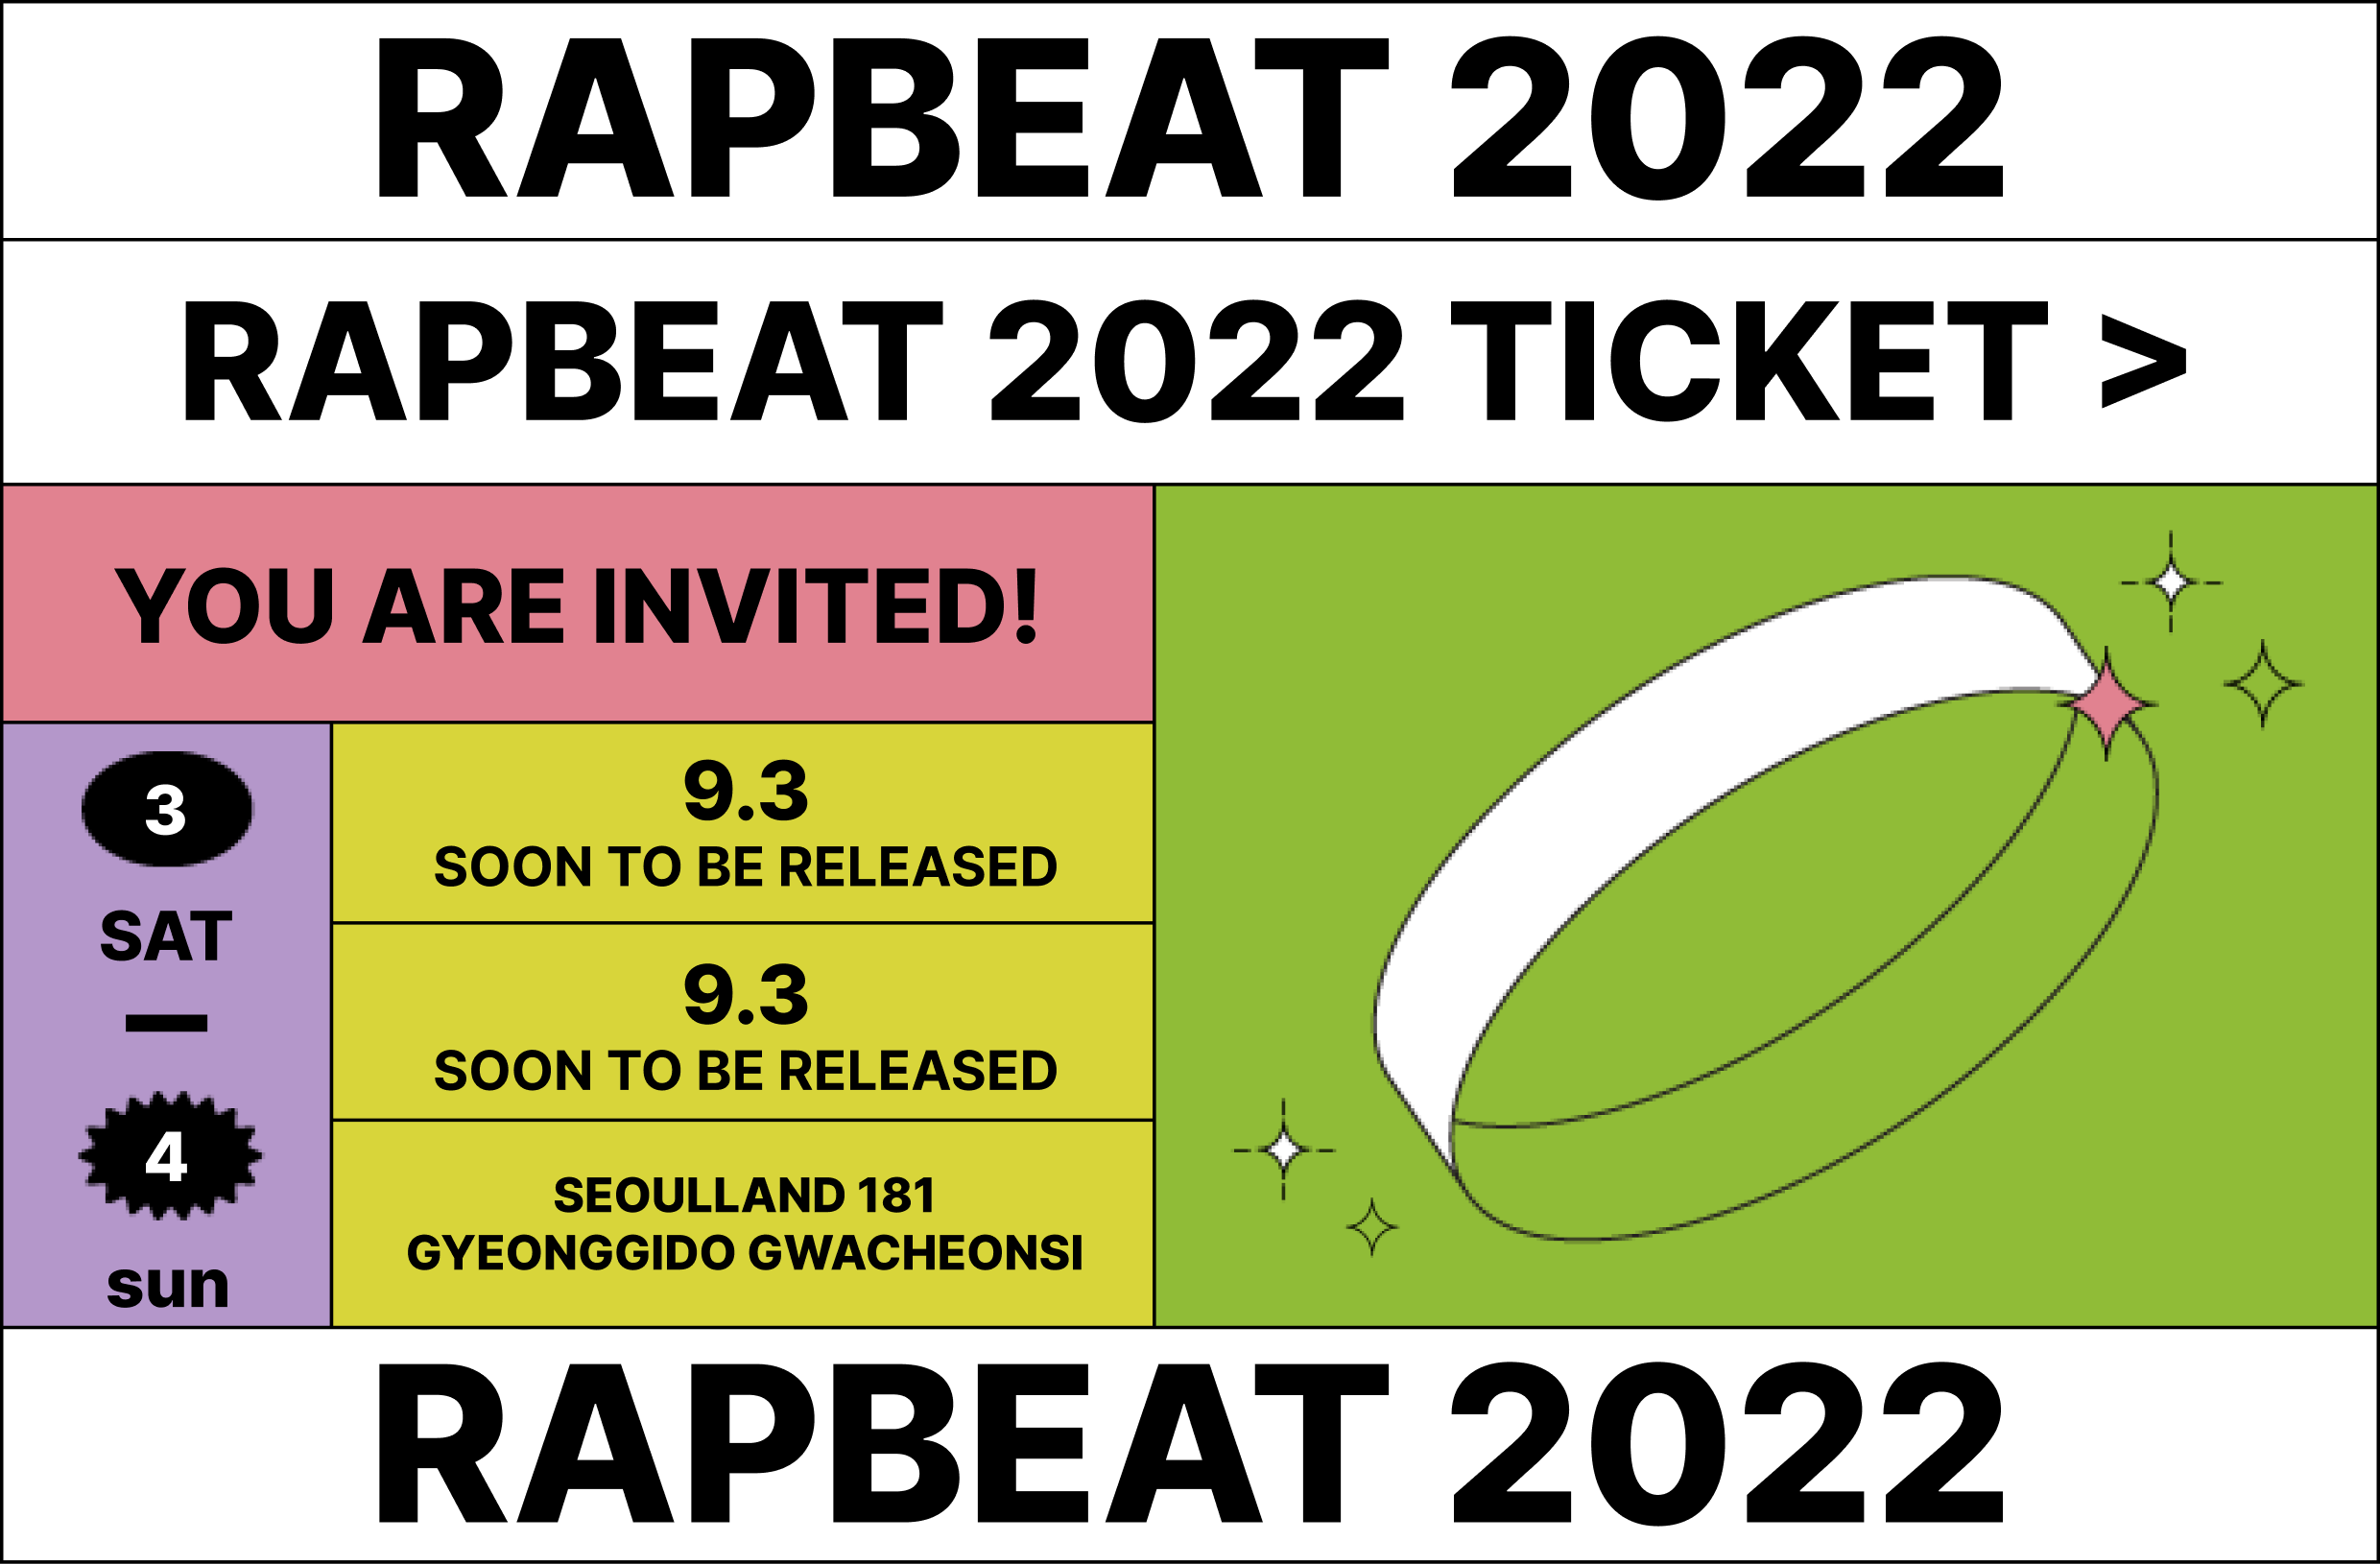 RAPBEAT 2022
RAPBEAT 2022 TICKET >
YOU ARE INVITED!
3
SAT
–
4
sun
9.3
SOON TO BE RELEASED
9.3
SOON TO BE RELEASED
SEOULLAND 181
GYEONGGIDO GWACHEONSI
RAPBEAT 2022